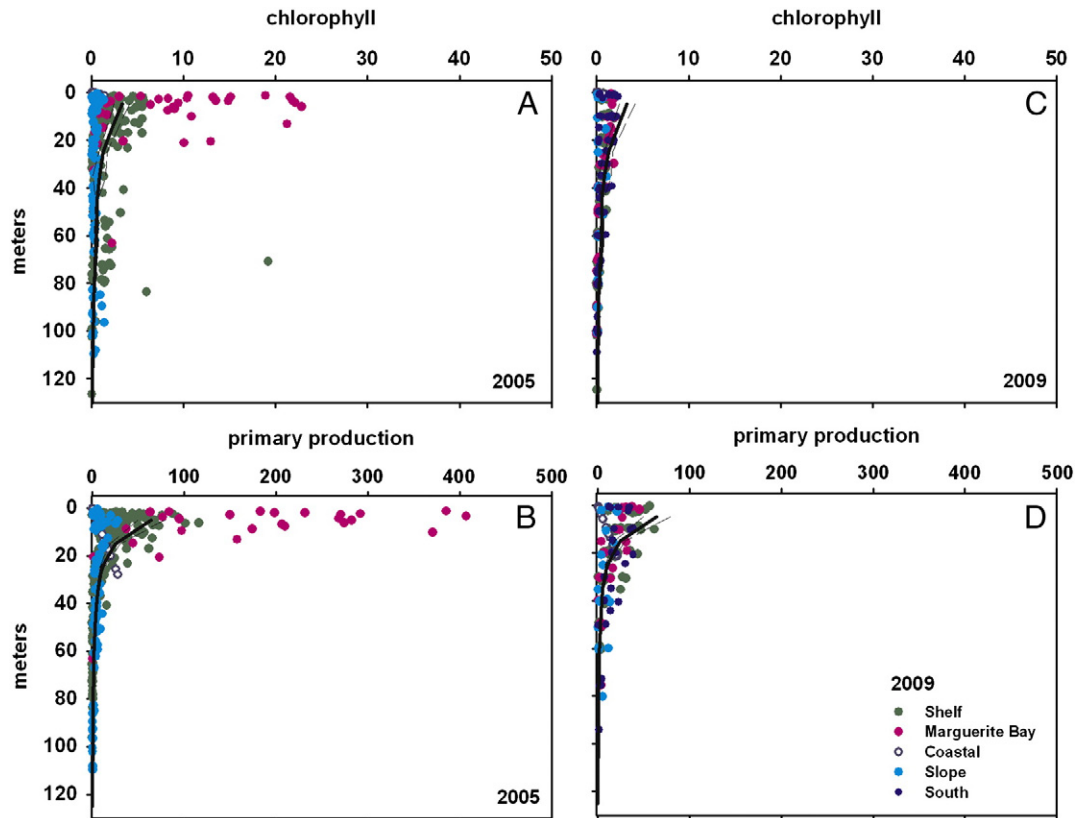 chlorophyll
0 10 20 30 40 50
A
0
20
40
60
80
100
120
meters
2005
chlorophyll
0 10 20 30 40 50
C
2009
primary production
0 100 200 300 400 500
B
0
20
40
60
80
100
120
meters
2005
primary production
0 100 200 300 400 500
D
2009
Shelf
Marguerite Bay
Coastal
Slope
South